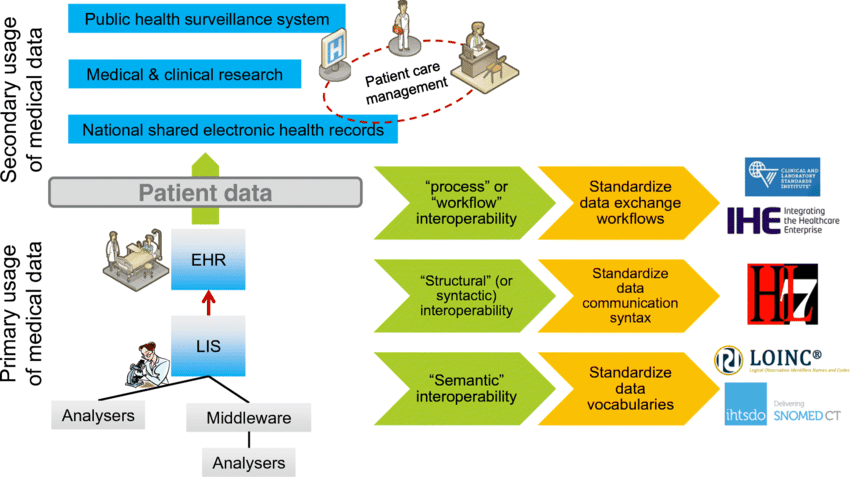 Secondary usage
of medical data
Public health surveillance system
Medical & clinical research
National shared electronic health records
H
Patient care
management
Patient data
Primary usage
of medical data
EHR
LIS
Analysers
Middleware
Analysers
“process” or
“workflow”
interoperability
Standardize
data exchange
workflows
CLINICAL AND
LABORATORY
STANDARDS
INSTITUTE®
IHE
Integrating
the Healthcare
Enterprise
“Structural” (or
syntactic)
interoperability
Standardize
data
communication
syntax
HL7
“Semantic”
interoperability
Standardize
data
vocabularies
LOINC®
Logical Observation Identifiers Names and Codes
ihtsdo
Delivering
SNOMED CT